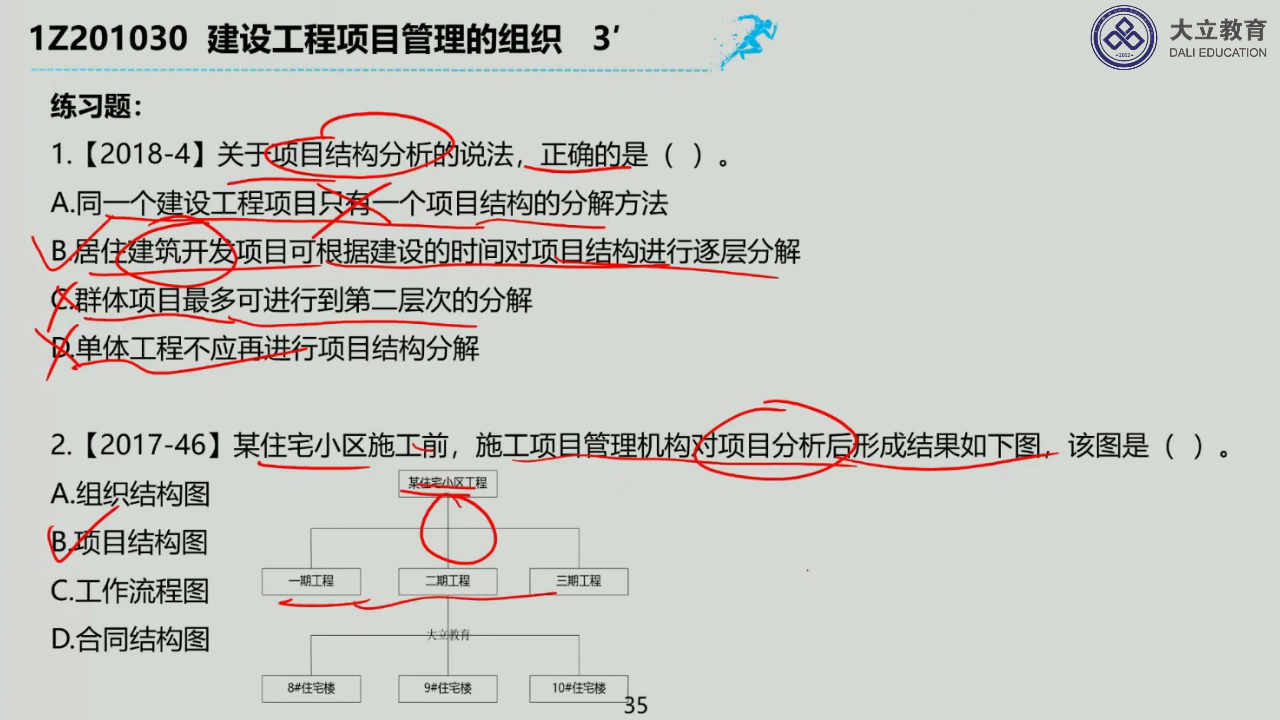 1Z201030 建设工程项目管理的组织 3′
大立教育
DALI EDUCATION
练习题：
1.【2018-4】关于项目结构分析的说法，正确的是（ ）。
A.同一个建设工程项目只有一个项目结构的分解方法
B.居住建筑开发项目可根据建设的时间对项目结构进行逐层分解
C.群体项目最多可进行到第二层次的分解
D.单体工程不应再进行项目结构分解
2.【2017-46】某住宅小区施工前，施工项目管理机构对项目分析后形成结果如下图，该图是（ ）。
A.组织结构图
B.项目结构图
C.工作流程图
D.合同结构图
某住宅小区工程
一期工程 二期工程 三期工程
大立教育
8#住宅楼 9#住宅楼 10#住宅楼
35